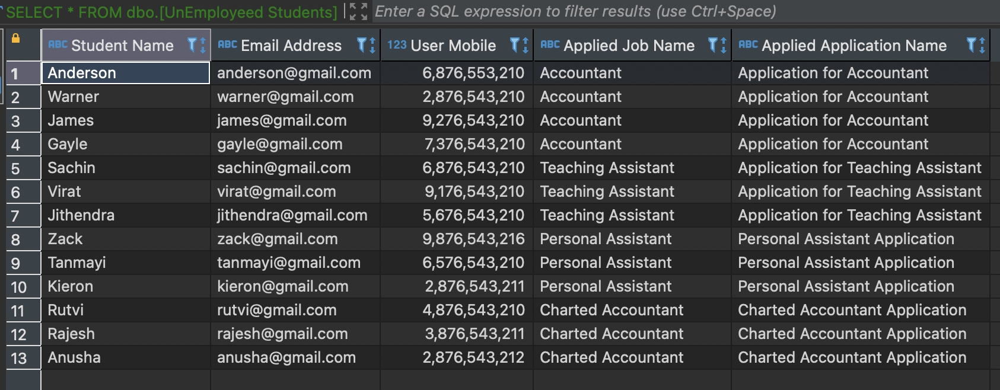 SELECT * FROM dbo.[UnEmployeed Students] Enter a SQL expression to filter results (use Ctrl+Space)
ABC Student Name ABC Email Address 123 User Mobile ABC Applied Job Name ABC Applied Application Name
1 Anderson anderson@gmail.com 6,876,553,210 Accountant Application for Accountant
2 Warner warner@gmail.com 2,876,543,210 Accountant Application for Accountant
3 James james@gmail.com 9,276,543,210 Accountant Application for Accountant
4 Gayle gayle@gmail.com 7,376,543,210 Accountant Application for Accountant
5 Sachin sachin@gmail.com 6,876,543,210 Teaching Assistant Application for Teaching Assistant
6 Virat virat@gmail.com 9,176,543,210 Teaching Assistant Application for Teaching Assistant
7 Jithendra jithendra@gmail.com 5,676,543,210 Teaching Assistant Application for Teaching Assistant
8 Zack zack@gmail.com 9,876,543,216 Personal Assistant Personal Assistant Application
9 Tanmayi tanmayi@gmail.com 6,576,543,210 Personal Assistant Personal Assistant Application
10 Kieron kieron@gmail.com 2,876,543,211 Personal Assistant Personal Assistant Application
11 Rutvi rutvi@gmail.com 4,876,543,210 Charted Accountant Charted Accountant Application
12 Rajesh rajesh@gmail.com 3,876,543,211 Charted Accountant Charted Accountant Application
13 Anusha anusha@gmail.com 2,876,543,212 Charted Accountant Charted Accountant Application